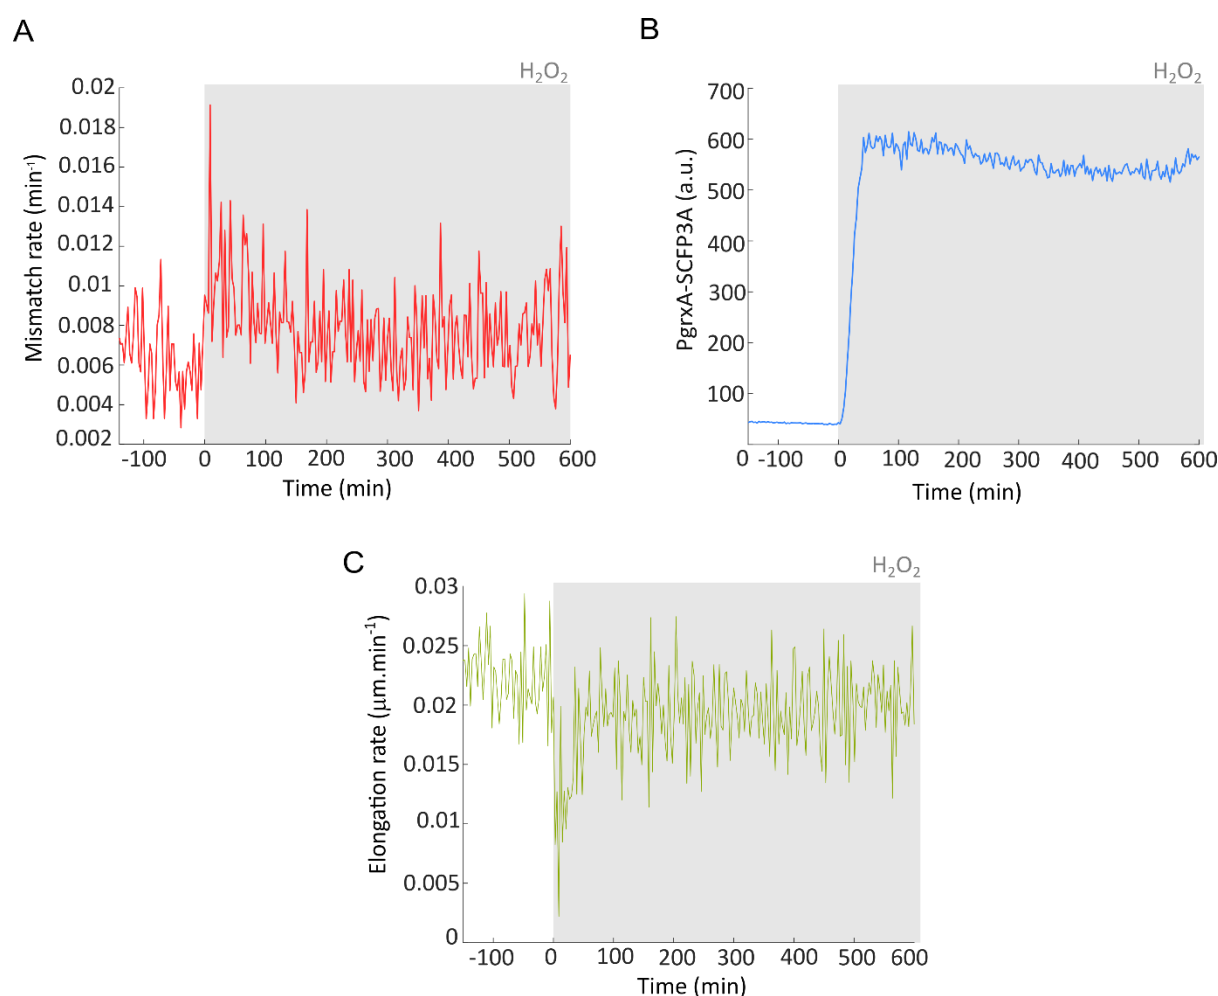 A
H₂O₂
Mismatch rate (min⁻¹)
0.02
0.018
0.016
0.014
0.012
0.01
0.008
0.006
0.004
0.002
-100 0 100 200 300 400 500 600
Time (min)
B
H₂O₂
PgrxA-SCFP3A (a.u.)
700
600
500
400
300
200
100
0 -100 0 100 200 300 400 500 600
Time (min)
C
H₂O₂
Elongation rate (µm.min⁻¹)
0.03
0.025
0.02
0.015
0.01
0.005
0
-100 0 100 200 300 400 500 600
Time (min)